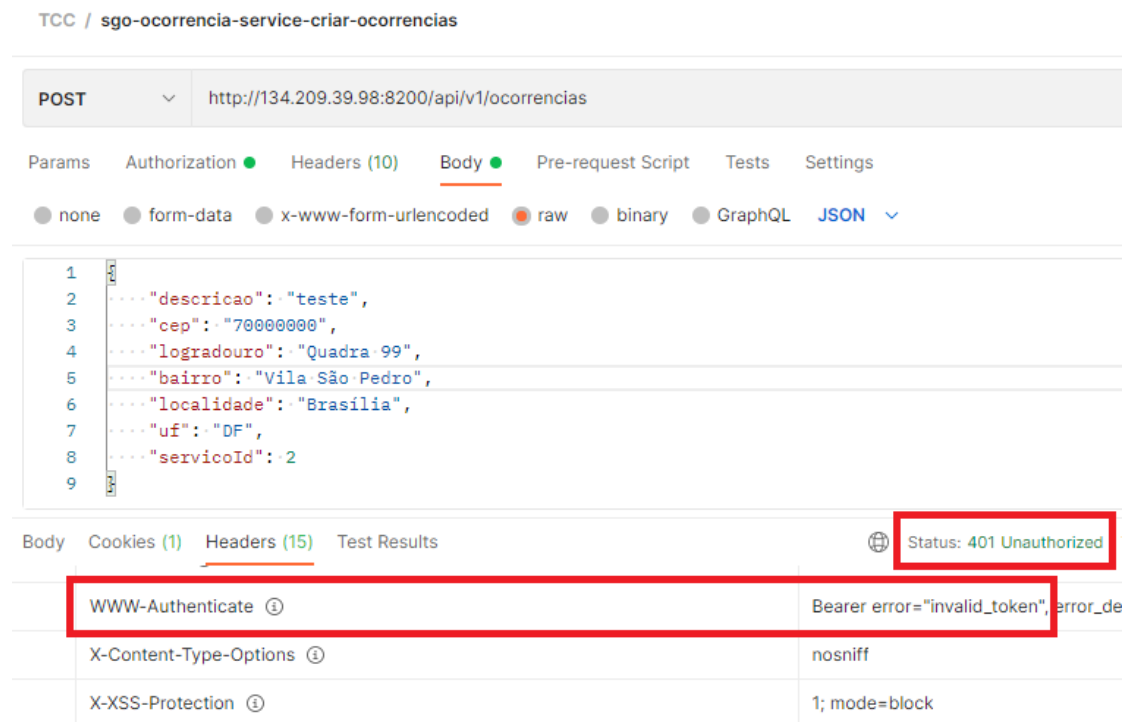 TCC / sgo-ocorrencia-service-criar-ocorrencias
POST http://134.209.39.98:8200/api/v1/ocorrencias
Params Authorization Headers (10) Body Pre-request Script Tests Settings
none form-data x-www-form-urlencoded raw binary GraphQL JSON
1 {
2 "descricao": "teste",
3 "cep": "70000000",
4 "logradouro": "Quadra 99",
5 "bairro": "Vila São Pedro",
6 "localidade": "Brasília",
7 "uf": "DF",
8 "servicoId": 2
9 }
Body Cookies (1) Headers (15) Test Results Status: 401 Unauthorized
WWW-Authenticate Bearer error="invalid_token", error_de
X-Content-Type-Options nosniff
X-XSS-Protection 1; mode=block